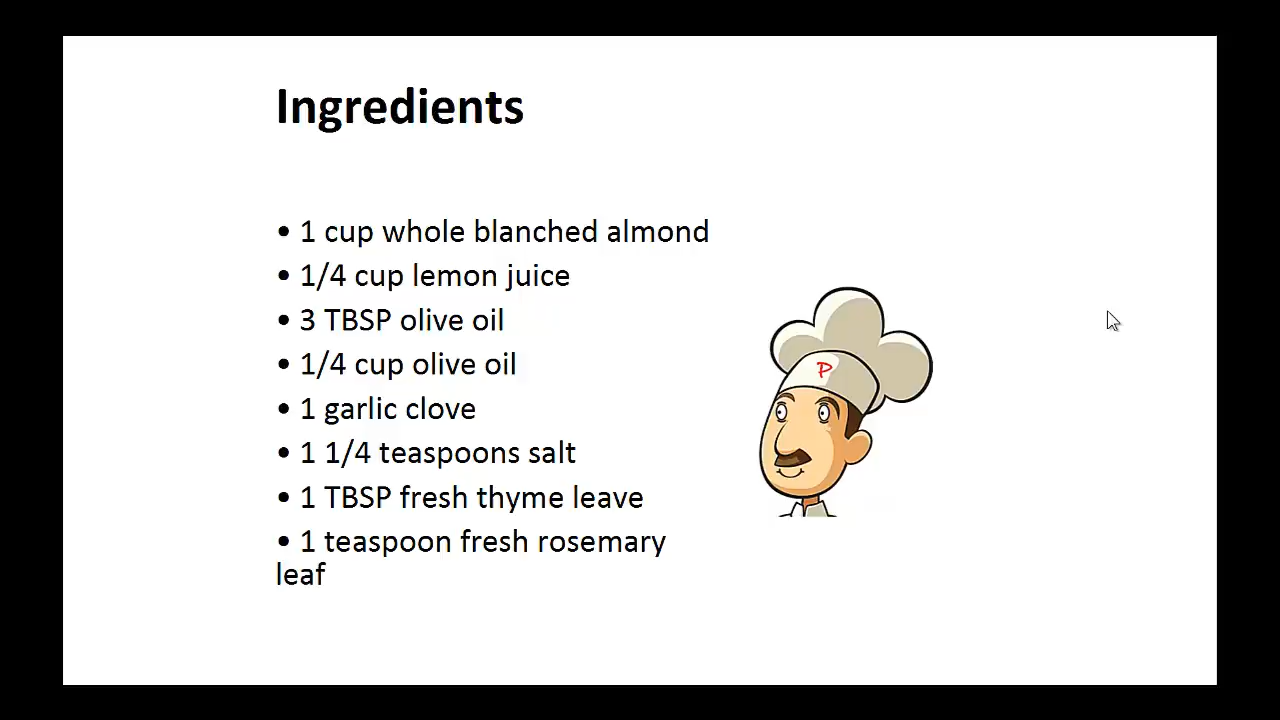 Ingredients
• 1 cup whole blanched almond
• 1/4 cup lemon juice
• 3 TBSP olive oil
• 1/4 cup olive oil
• 1 garlic clove
• 1 1/4 teaspoons salt
• 1 TBSP fresh thyme leave
• 1 teaspoon fresh rosemary
leaf
P